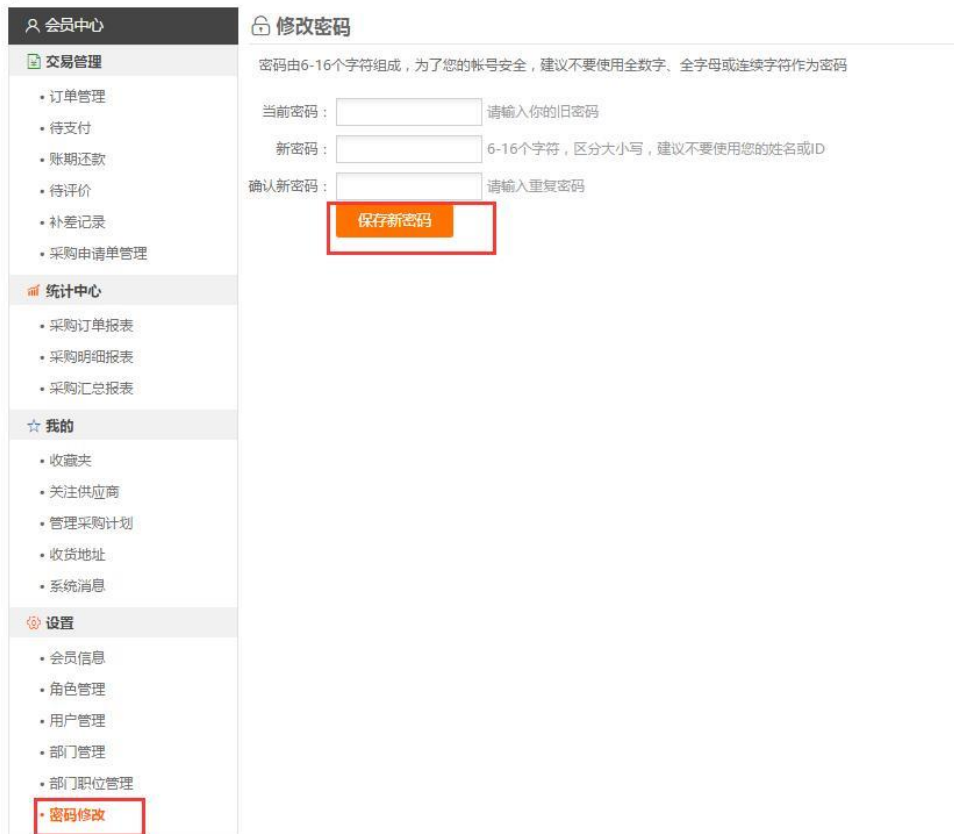 会员中心
交易管理
•订单管理
•待支付
•账期还款
•待评价
•补差记录
•采购申请单管理
统计中心
•采购订单报表
•采购明细报表
•采购汇总报表
我的
•收藏夹
•关注供应商
•管理采购计划
•收货地址
•系统消息
设置
•会员信息
•角色管理
•用户管理
•部门管理
•部门职位管理
•密码修改
修改密码
密码由6-16个字符组成，为了您的帐号安全，建议不要使用全数字、全字母或连续字符作为密码
当前密码： 请输入你的旧密码
新密码： 6-16个字符，区分大小写，建议不要使用您的姓名或ID
确认新密码： 请输入重复密码
保存新密码